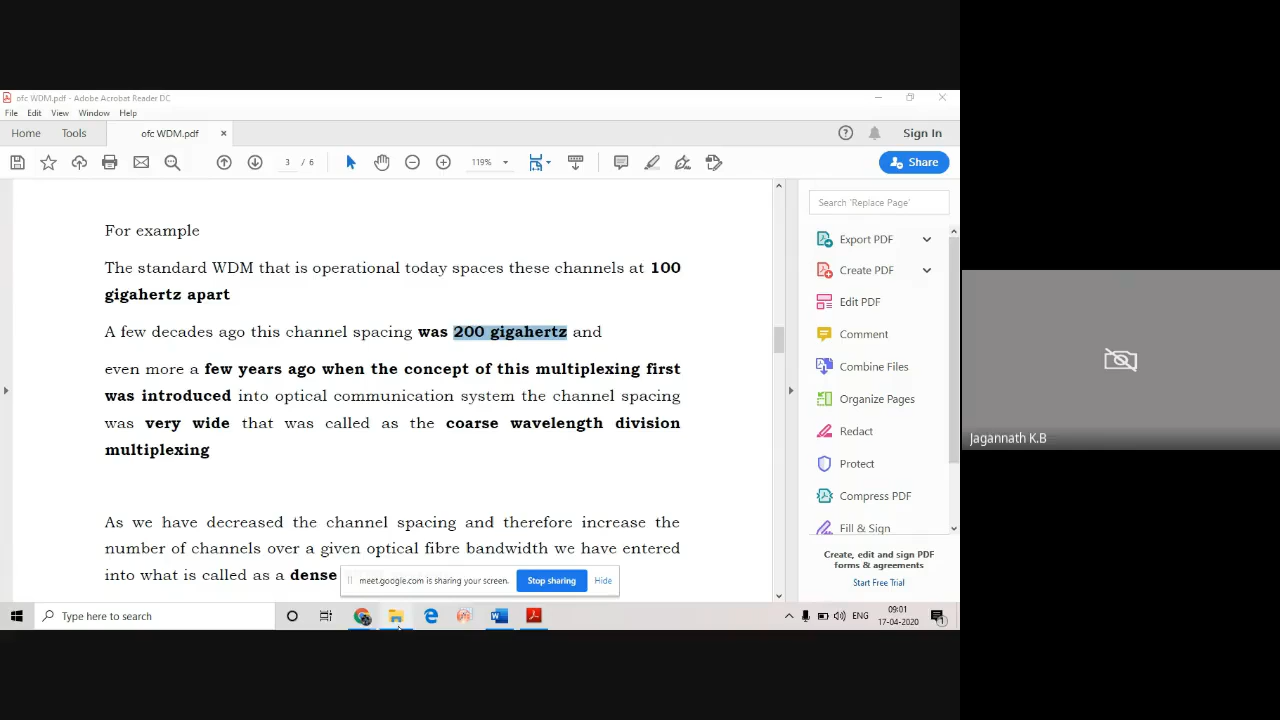 ofc WDM.pdf - Adobe Acrobat Reader DC
File Edit View Window Help
Home Tools ofc WDM.pdf × Sign In
3 / 6 119% Share
For example
The standard WDM that is operational today spaces these channels at 100
gigahertz apart
A few decades ago this channel spacing was 200 gigahertz and
even more a few years ago when the concept of this multiplexing first
was introduced into optical communication system the channel spacing
was very wide that was called as the coarse wavelength division
multiplexing
As we have decreased the channel spacing and therefore increase the
number of channels over a given optical fibre bandwidth we have entered
into what is called as a dense
Search 'Replace Page'
Export PDF
Create PDF
Edit PDF
Comment
Combine Files
Organize Pages
Redact
Protect
Compress PDF
Fill & Sign
Create, edit and sign PDF
forms & agreements
Start Free Trial
meet.google.com is sharing your screen. Stop sharing Hide
Type here to search
ENG
09:01
17-04-2020
Jagannath K.B